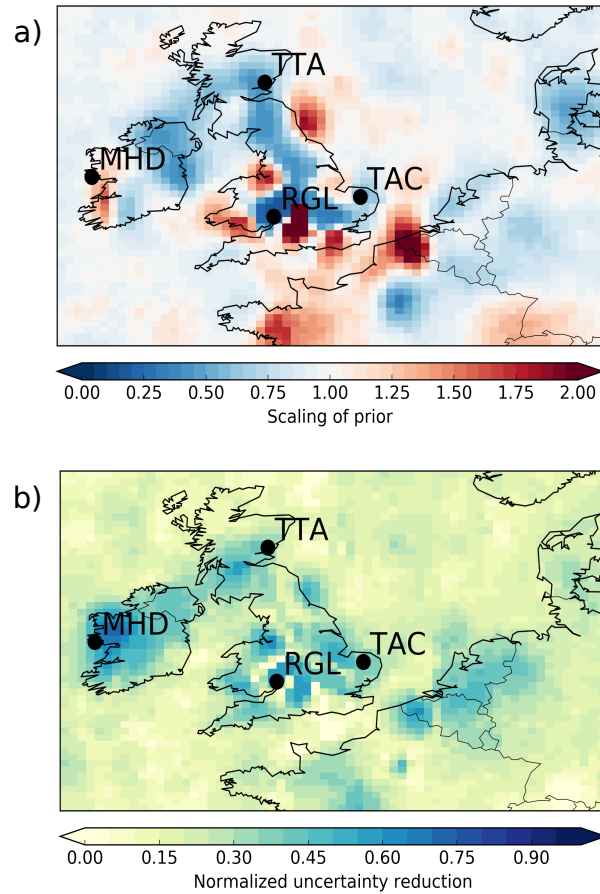 a)
TTA
MHD
TAC
RGL
0.00 0.25 0.50 0.75 1.00 1.25 1.50 1.75 2.00
Scaling of prior
b)
TTA
MHD
TAC
RGL
0.00 0.15 0.30 0.45 0.60 0.75 0.90
Normalized uncertainty reduction